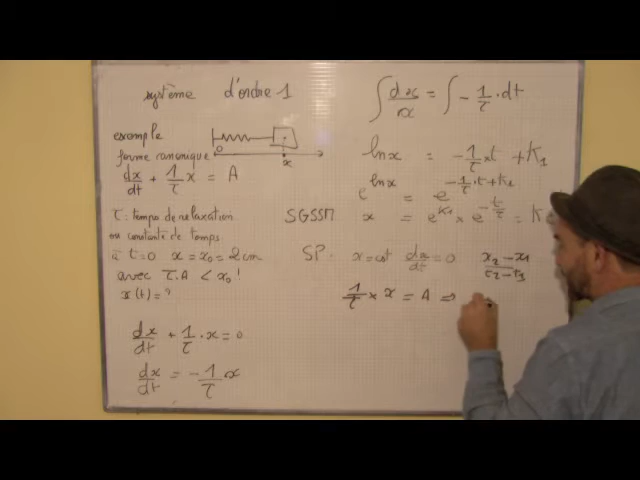 système d'ordre 1
exemple
O x
forme canonique
dx/dt + 1/τ x = A
τ : temps de relaxation
ou constante de temps
à t=0 x = x₀ = 2cm
avec τ.A < x₀ !
x(t) = ?
dx/dt + 1/τ · x = 0
dx/dt = - 1/τ x
∫ dx/x = ∫ - 1/τ · dt
ln x = - 1/τ × t + K₁
e^(ln x) = e^(- 1/τ · t + K₁)
SGSSM x = e^(K₁) × e^(- t/τ) = K
SP. x = cst dx/dt = 0 x₂ - x₁ / t₂ - t₁
1/τ × x = A ⇒